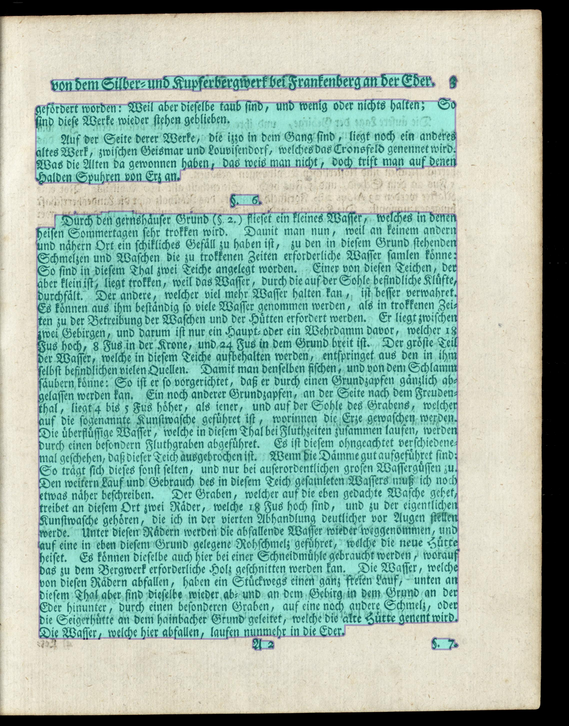 von dem Silber- und Kupferbergwerk bei Frankenberg an der Eder. 3
gefördert worden: Weil aber dieselbe taub sind, und wenig oder nichts halten; So
sind diese Werke wieder stehen geblieben.
Auf der Seite derer Werke, die izzo in dem Gang sind, liegt noch ein anderes
altes Werk, zwischen Geismar und Louwisendorf, welches das Cronsfeld genennet wird.
Was die Alten da gewonnen haben, das weis man nicht, doch trift man auf denen
Halden Spuhren von Erz an.
§. 6.
Durch den gernshäuser Grund (§ 2.) fliest ein kleines Wasser, welches in denen
heisen Sommertagen sehr trokken wird. Damit man nun, weil an keinem andern
und nähern Ort ein schikliches Gefäll zu haben ist, zu den in diesem Grund stehenden
Schmelzen und Waschen die zu trokkenen Zeiten erforderliche Wasser samlen könne:
So sind in diesem Thal zwei Teiche angelegt worden. Einer von diesen Teichen, der
aber klein ist, liegt trokken, weil das Wasser, durch die auf der Sohle befindliche Klüfte,
durchfält. Der andere, welcher viel mehr Wasser halten kan, ist besser verwahret.
Es können aus ihm beständig so viele Wasser genommen werden, als in trokkenen Zei-
ten zu der Betreibung der Waschen und der Hütten erfordert werden. Er liegt zwischen
zwei Gebirgen, und darum ist nur ein Haupt- oder ein Wehrdamm davor, welcher 18
Fus hoch, 8 Fus in der Krone, und 24 Fus in dem Grund breit ist. Der gröste Teil
der Wasser, welche in diesem Teiche aufbehalten werden, entspringet aus den in ihm
selbst befindlichen vielen Quellen. Damit man denselben fischen, und von dem Schlamm
säubern könne: So ist er so vorgerichtet, daß er durch einen Grundzapfen gänzlich ab-
gelassen werden kan. Ein noch anderer Grundzapfen, an der Seite nach dem Freuden-
thal, liegt 4 bis 5 Fus höher, als jener, und auf der Sohle des Grabens, welcher
auf die sogenannte Kunstwasche geführet ist, worinnen die Erze gewaschen werden.
Die überflüssige Wasser, welche in diesem Thal bei Fluthzeiten zusammen laufen, werden
durch einen besondern Fluthgraben abgeführet. Es ist diesem ohngeachtet verschiedene-
mal geschehen, daß dieser Teich ausgebrochen ist. Wenn die Dämme gut aufgeführet sind:
So trägt sich dieses sonst selten, und nur bei auserordentlichen grosen Wassergüssen zu.
Den weitern Lauf und Gebrauch des in diesem Teich gesamleten Wassers muß ich noch
etwas näher beschreiben. Der Graben, welcher auf die eben gedachte Wasche gehet,
treibet an diesem Ort zwei Räder, welche 18 Fus hoch sind, und zu der eigentlichen
Kunstwasche gehören, die ich in der vierten Abhandlung deutlicher vor Augen stellen
werde. Unter diesen Rädern werden die abfallende Wasser wieder weggenommen, und
auf eine in eben diesem Grund gelegene Rohschmelz geführet, welche die neue Hütte
heiset. Es können dieselbe auch hier bei einer Schneidmühle gebraucht werden, worauf
das zu dem Bergwerk erforderliche Holz geschnitten werden kan. Die Wasser, welche
von diesen Rädern abfallen, haben ein Stückwegs einen ganz freien Lauf, unten an
diesem Thal aber sind dieselbe wieder ab- und an dem Gebirg in dem Grund an der
Eder hinunter, durch einen besonderen Graben, auf eine noch andere Schmelz, oder
die Seigerhütte an dem hainbacher Grund geleitet, welche die alte Hütte genent wird.
Die Wasser, welche hier abfallen, laufen nunmehr in die Eder.
A 2 §. 7.